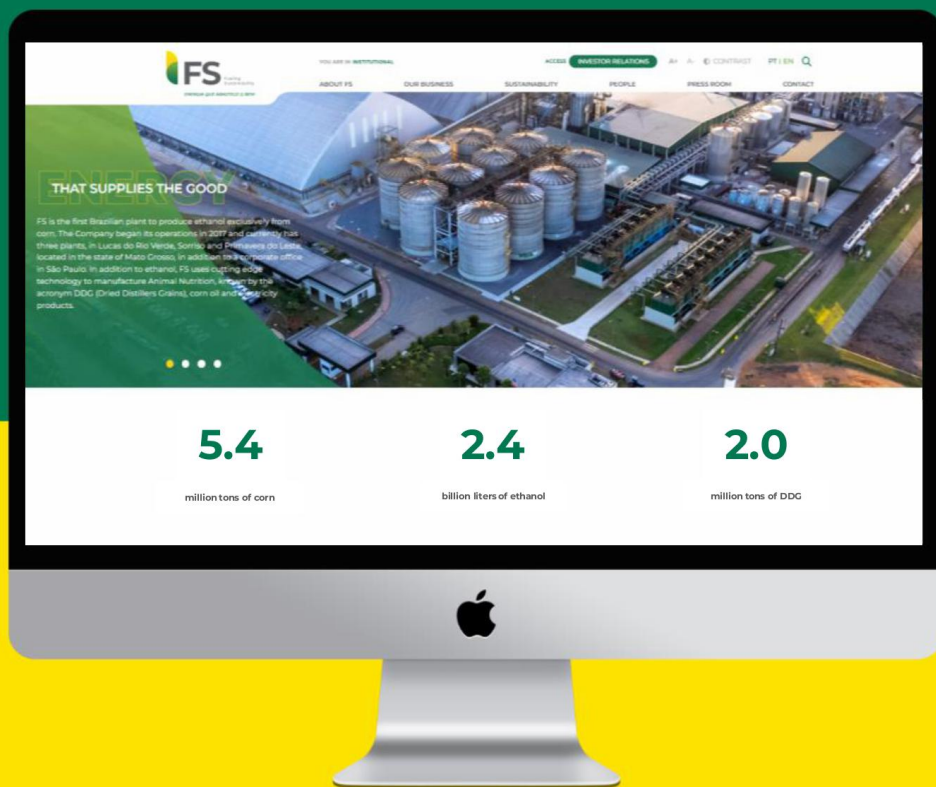 FS
Fueling
Sustainability
YOU ARE IN INSTITUTIONAL
ACCESS INVESTOR RELATIONS A+ A- CONTRAST PT | EN
ABOUT FS OUR BUSINESS SUSTAINABILITY PEOPLE PRESS ROOM CONTACT
ENERGY
THAT SUPPLIES THE GOOD
FS is the first Brazilian plant to produce ethanol exclusively from
corn. The Company began its operations in 2017 and currently has
three plants, in Lucas do Rio Verde, Sorriso and Primavera do Leste,
located in the state of Mato Grosso, in addition to a corporate office
in São Paulo. In addition to ethanol, FS uses cutting edge
technology to manufacture Animal Nutrition, known by the
acronym DDG (Dried Distillers Grains), corn oil and electricity
products.
5.4 2.4 2.0
million tons of corn billion liters of ethanol million tons of DDG